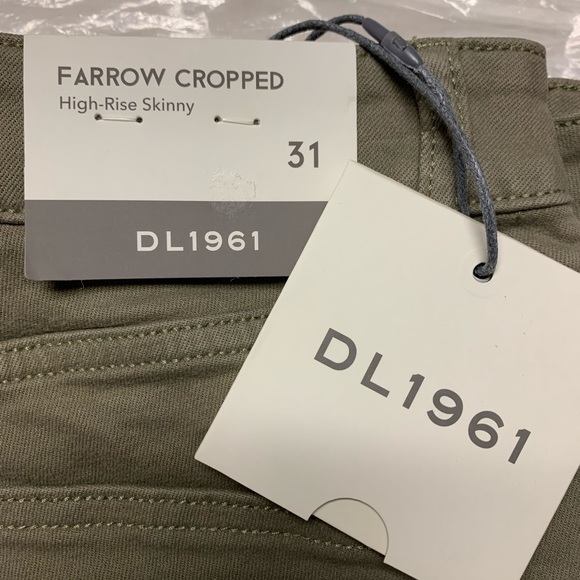 FARROW CROPPED
High-Rise Skinny
31
DL1961
DL1961